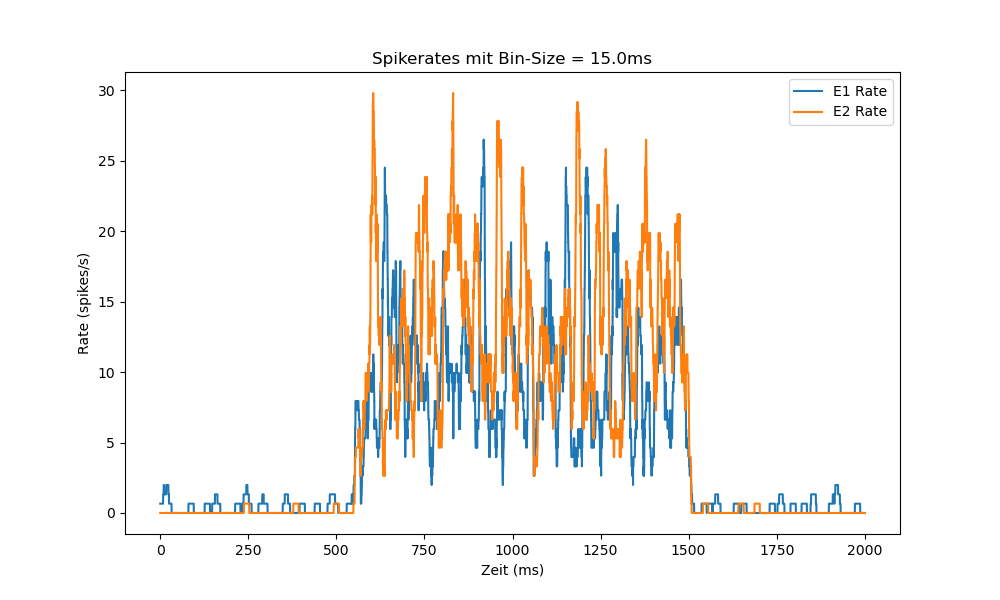 Spikerates mit Bin-Size = 15.0ms
E1 Rate
E2 Rate
30
25
20
15
10
5
0
Rate (spikes/s)
0 250 500 750 1000 1250 1500 1750 2000
Zeit (ms)